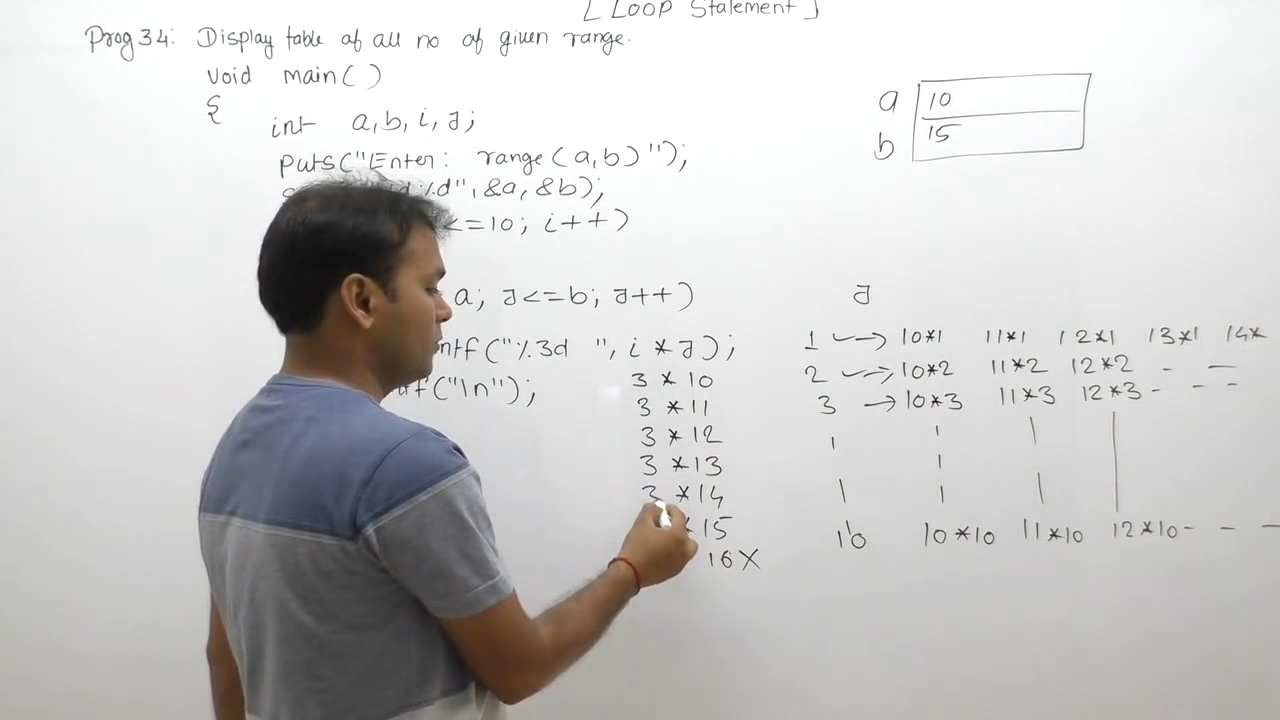 [ Loop Statement ]
Prog 34: Display table of all no of given range.
void main( )
{
int a, b, i, J;
puts("Enter: range(a,b)");
%d", &a, &b);
<=10; i++)
a; J<=b; J++)
ntf("%3d ", i * J);
("\n");
3 * 10
3 * 11
3 * 12
3 * 13
3 * 14
* 15
16 X
a 10
b 15
J
1 → 10*1 11*1 12*1 13*1 14*
2 → 10*2 11*2 12*2 - -
3 → 10*3 11*3 12*3 - - -
10 10*10 11*10 12*10 - - -